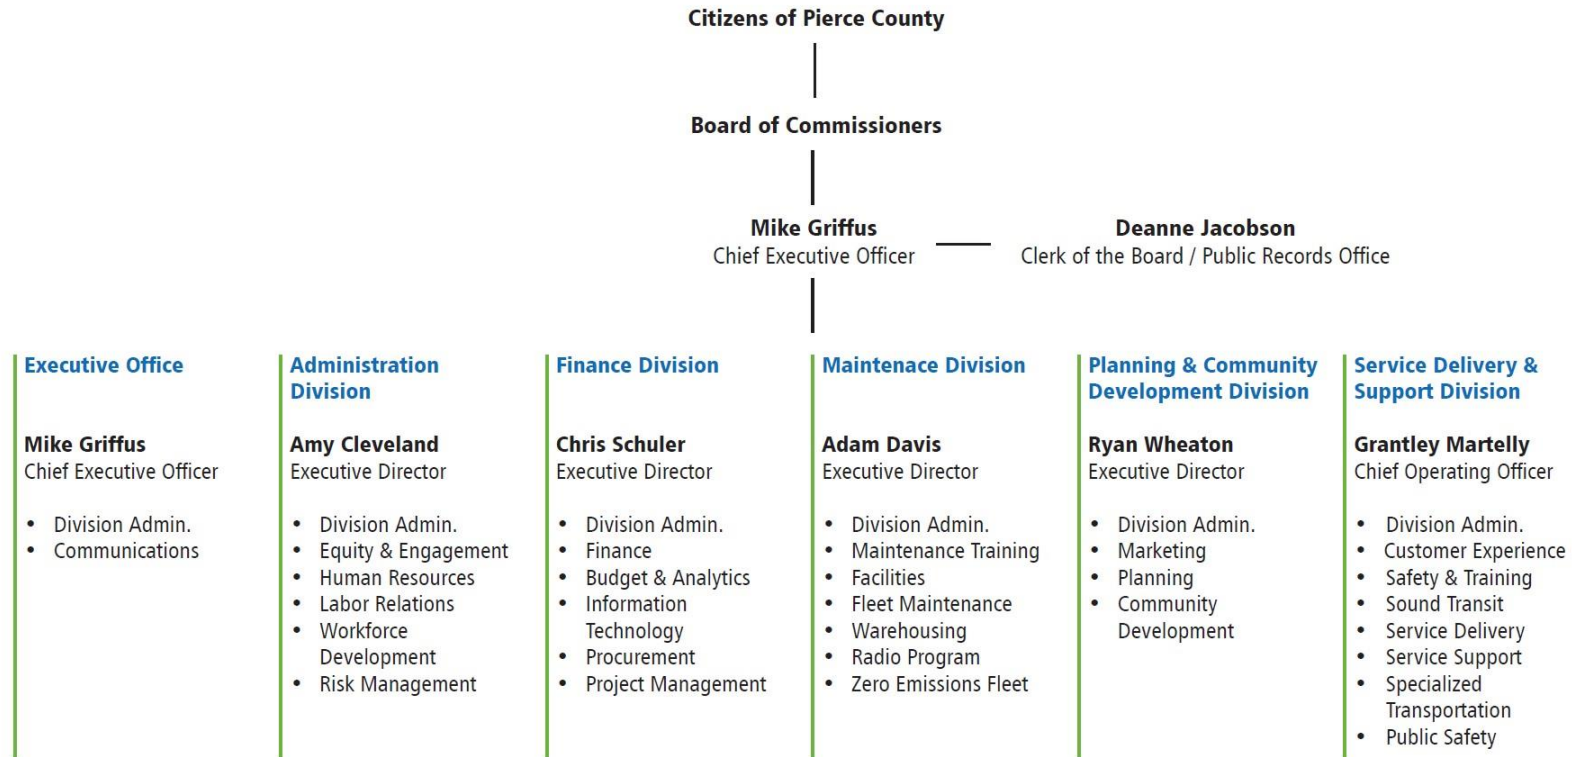 Citizens of Pierce County
Board of Commissioners
Mike Griffus
Chief Executive Officer
Deanne Jacobson
Clerk of the Board / Public Records Office
Executive Office
Mike Griffus
Chief Executive Officer
• Division Admin.
• Communications
Administration
Division
Amy Cleveland
Executive Director
• Division Admin.
• Equity & Engagement
• Human Resources
• Labor Relations
• Workforce
Development
• Risk Management
Finance Division
Chris Schuler
Executive Director
• Division Admin.
• Finance
• Budget & Analytics
• Information
Technology
• Procurement
• Project Management
Maintenace Division
Adam Davis
Executive Director
• Division Admin.
• Maintenance Training
• Facilities
• Fleet Maintenance
• Warehousing
• Radio Program
• Zero Emissions Fleet
Planning & Community
Development Division
Ryan Wheaton
Executive Director
• Division Admin.
• Marketing
• Planning
• Community
Development
Service Delivery &
Support Division
Grantley Martelly
Chief Operating Officer
• Division Admin.
• Customer Experience
• Safety & Training
• Sound Transit
• Service Delivery
• Service Support
• Specialized
Transportation
• Public Safety